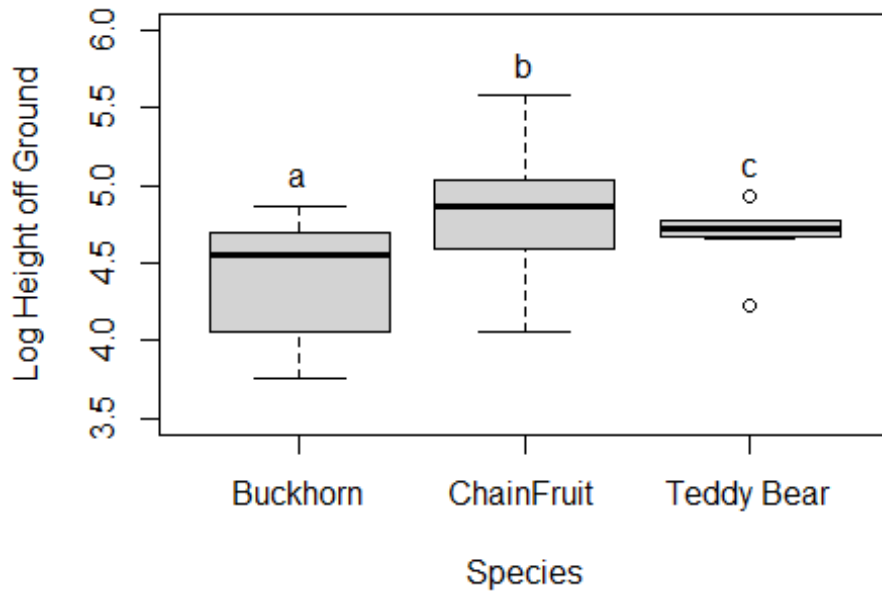 Log Height off Ground
6.0
5.5
5.0
4.5
4.0
3.5
a
b
c
Buckhorn
ChainFruit
Teddy Bear
Species